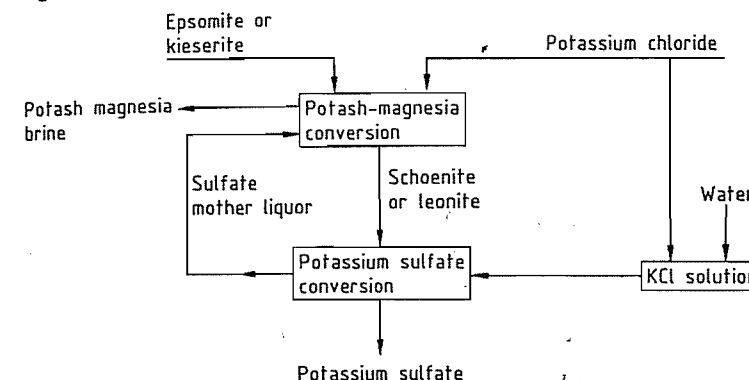 Epsomite or
kieserite
Potassium chloride
Potash magnesia
brine
Potash-magnesia
conversion
Sulfate
mother liquor
Schoenite
or leonite
Water
Potassium sulfate
conversion
KCl solution
Potassium sulfate